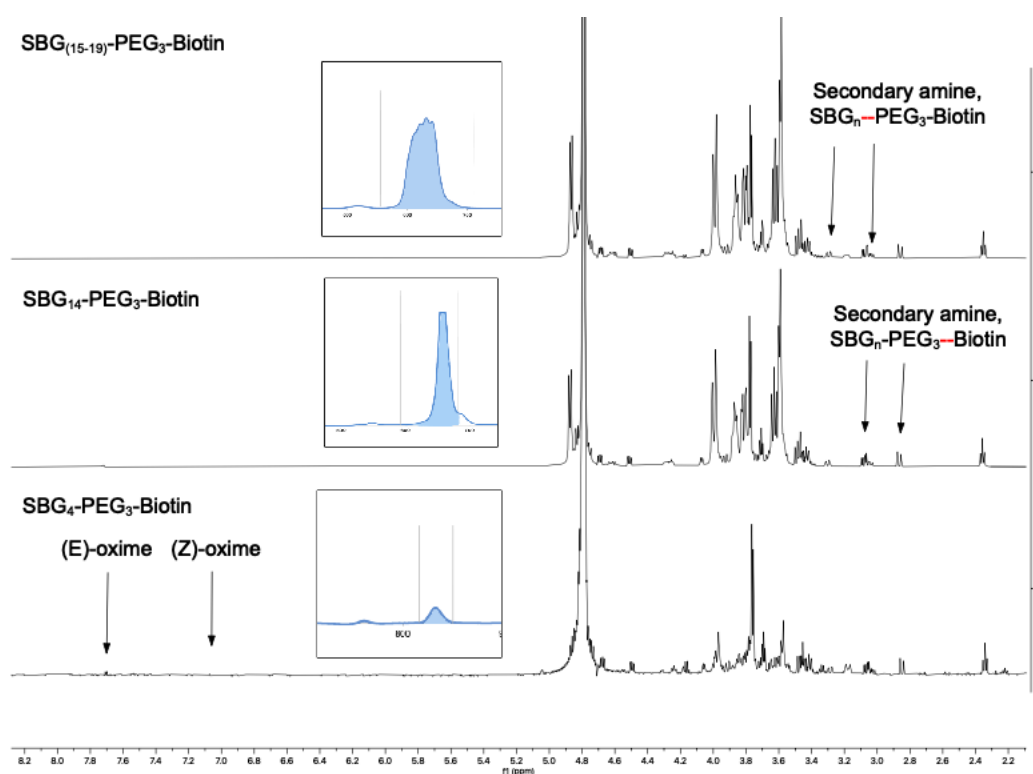 SBG(15-19)-PEG3-Biotin
Secondary amine,
SBGn--PEG3-Biotin
SBG14-PEG3-Biotin
Secondary amine,
SBGn-PEG3--Biotin
SBG4-PEG3-Biotin
(E)-oxime (Z)-oxime
800
8.2 8.0 7.8 7.6 7.4 7.2 7.0 6.8 6.6 6.4 6.2 6.0 5.8 5.6 5.4 5.2 5.0 4.8 4.6 4.4 4.2 4.0 3.8 3.6 3.4 3.2 3.0 2.8 2.6 2.4 2.2
f1 (ppm)